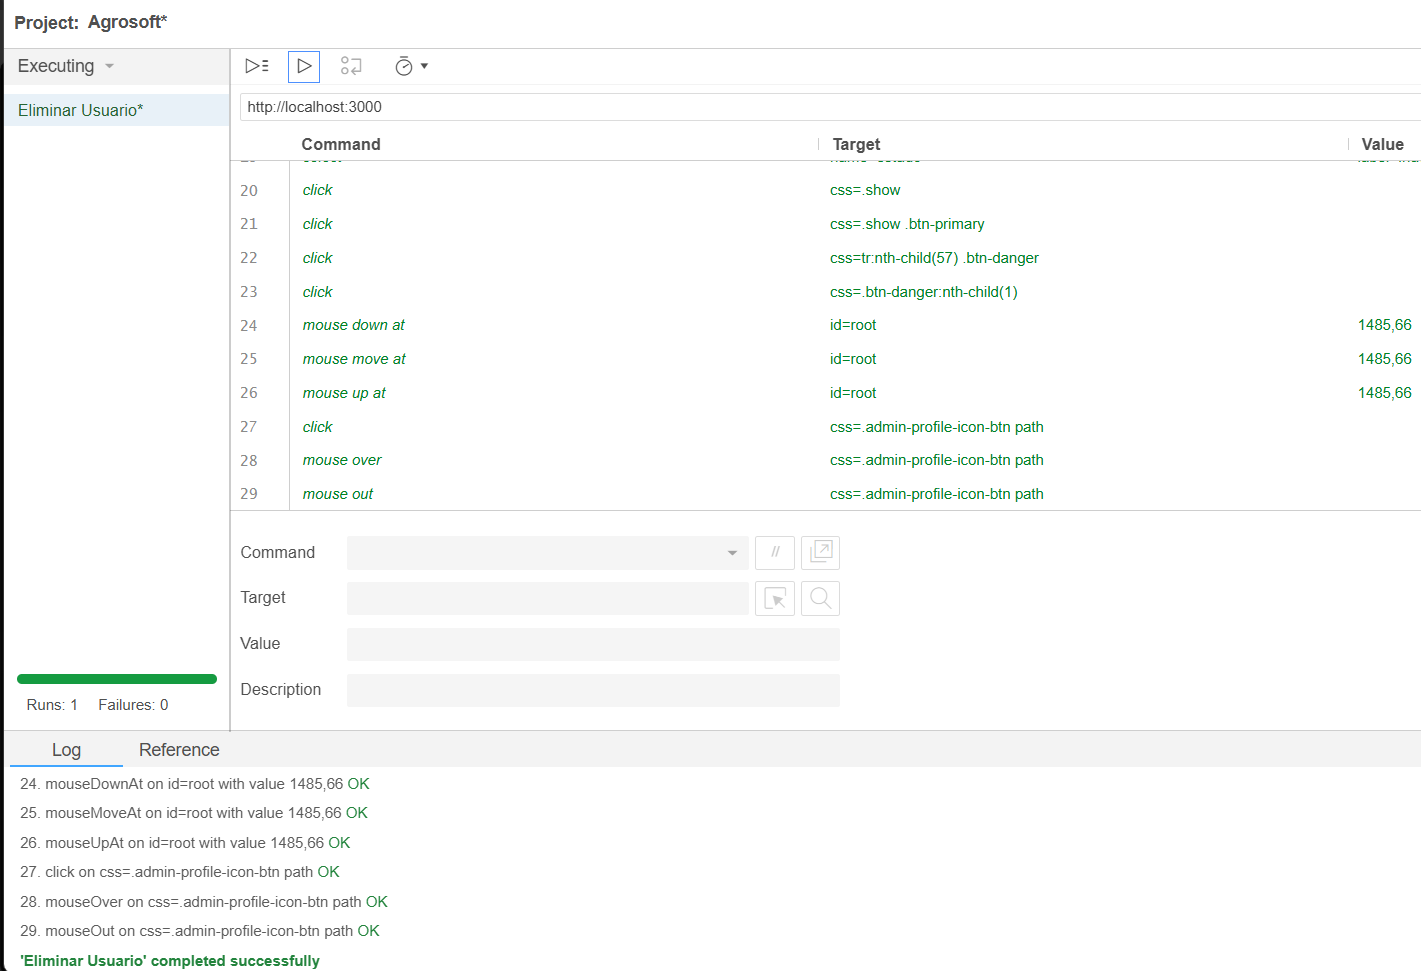 Project: Agrosoft*
Executing
Eliminar Usuario*
http://localhost:3000
Command Target Value
20 click css=.show
21 click css=.show .btn-primary
22 click css=tr:nth-child(57) .btn-danger
23 click css=.btn-danger:nth-child(1)
24 mouse down at id=root 1485,66
25 mouse move at id=root 1485,66
26 mouse up at id=root 1485,66
27 click css=.admin-profile-icon-btn path
28 mouse over css=.admin-profile-icon-btn path
29 mouse out css=.admin-profile-icon-btn path
Command //
Target
Value
Description
Runs: 1 Failures: 0
Log Reference
24. mouseDownAt on id=root with value 1485,66 OK
25. mouseMoveAt on id=root with value 1485,66 OK
26. mouseUpAt on id=root with value 1485,66 OK
27. click on css=.admin-profile-icon-btn path OK
28. mouseOver on css=.admin-profile-icon-btn path OK
29. mouseOut on css=.admin-profile-icon-btn path OK
'Eliminar Usuario' completed successfully